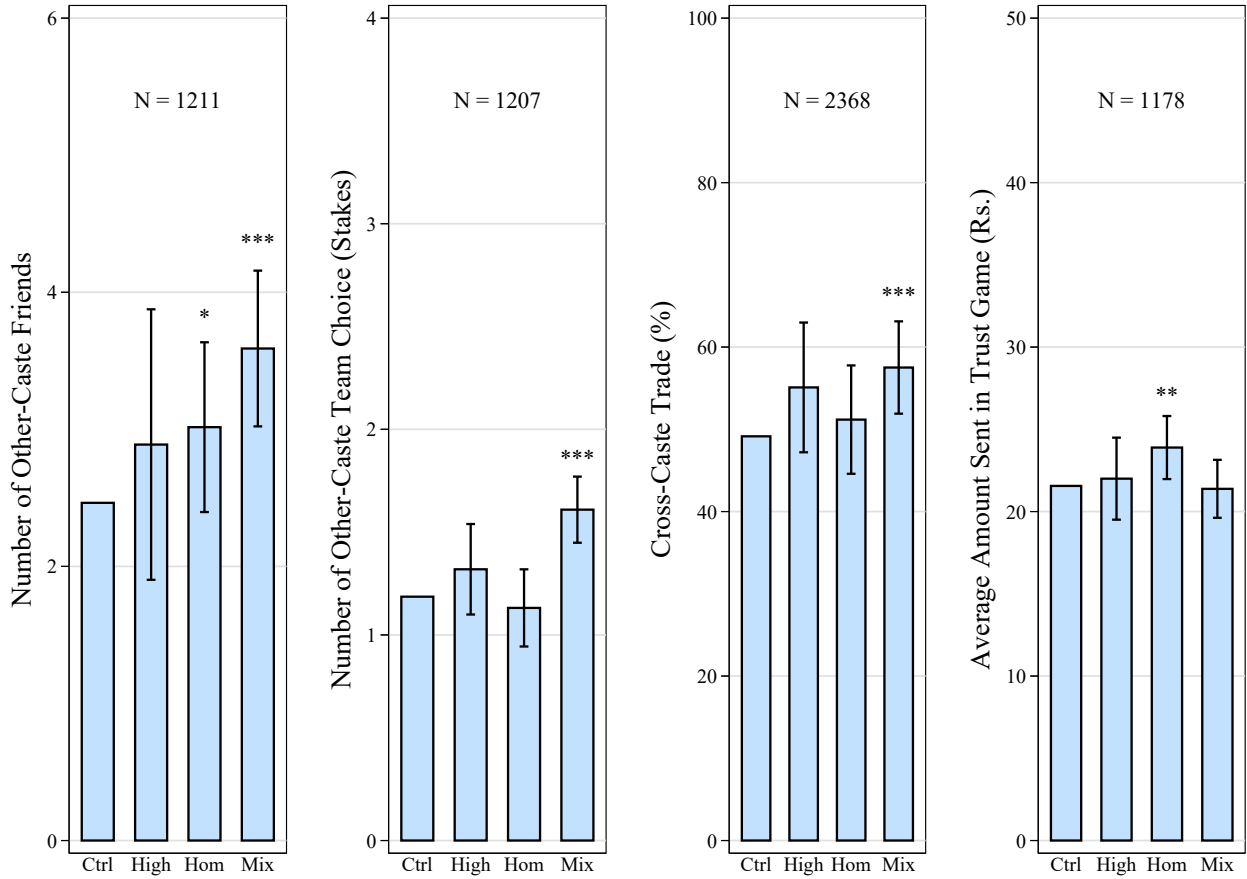 Number of Other-Caste Friends
6
4
2
0
N = 1211
*
***
Ctrl High Hom Mix
Number of Other-Caste Team Choice (Stakes)
4
3
2
1
0
N = 1207
***
Ctrl High Hom Mix
Cross-Caste Trade (%)
100
80
60
40
20
0
N = 2368
***
Ctrl High Hom Mix
Average Amount Sent in Trust Game (Rs.)
50
40
30
20
10
0
N = 1178
**
Ctrl High Hom Mix